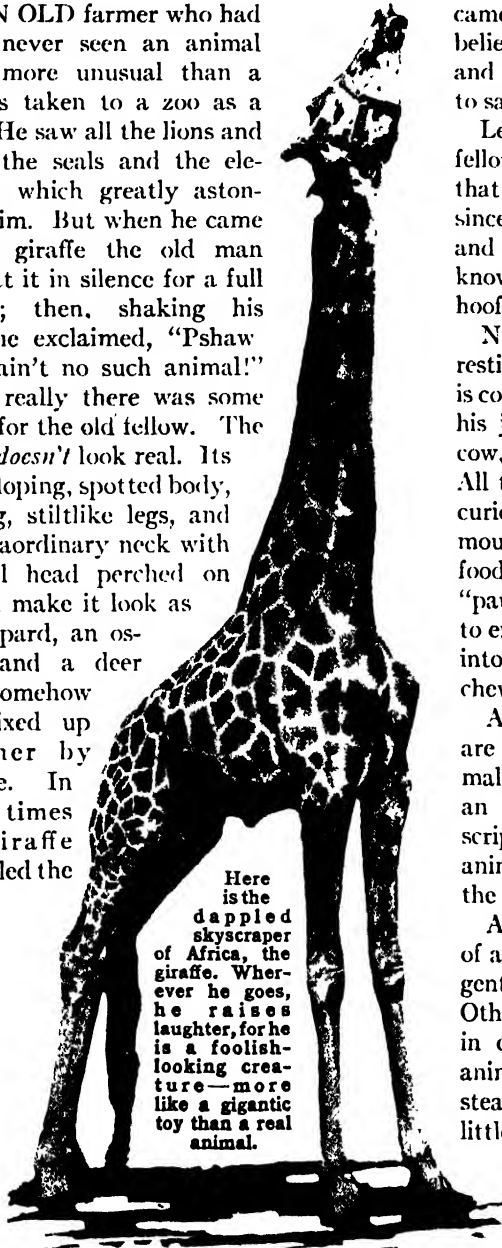 N OLD farmer who had
never seen an animal
more unusual than a
s taken to a zoo as a
He saw all the lions and
the seals and the ele-
which greatly aston-
im. But when he came
giraffe the old man
at it in silence for a full
; then, shaking his
he exclaimed, “Pshaw
ain't no such animal!”
really there was some
for the old fellow. The
doesn't look real. Its
loping, spotted body,
g, stiltlike legs, and
aordinary neck with
l head perched on
make it look as
pard, an os-
and a deer
omehow
ixed up
her by
e. In
times
iraffe
led the
Here
is the
dappled
skyscraper
of Africa, the
giraffe. Wher-
ever he goes,
he raises
laughter, for he
is a foolish-
looking crea-
ture—more
like a gigantic
toy than a real
animal.
came
belie
and
to sa
Le
fellow
that
since
and
know
hoof
N
resti
is co
his j
cow.
All t
curi
mou
food
“pau
to e
into
chew
A
are
mal
an
scrip
anim
the
A
of a
gent
Oth
in c
anim
stea
littl